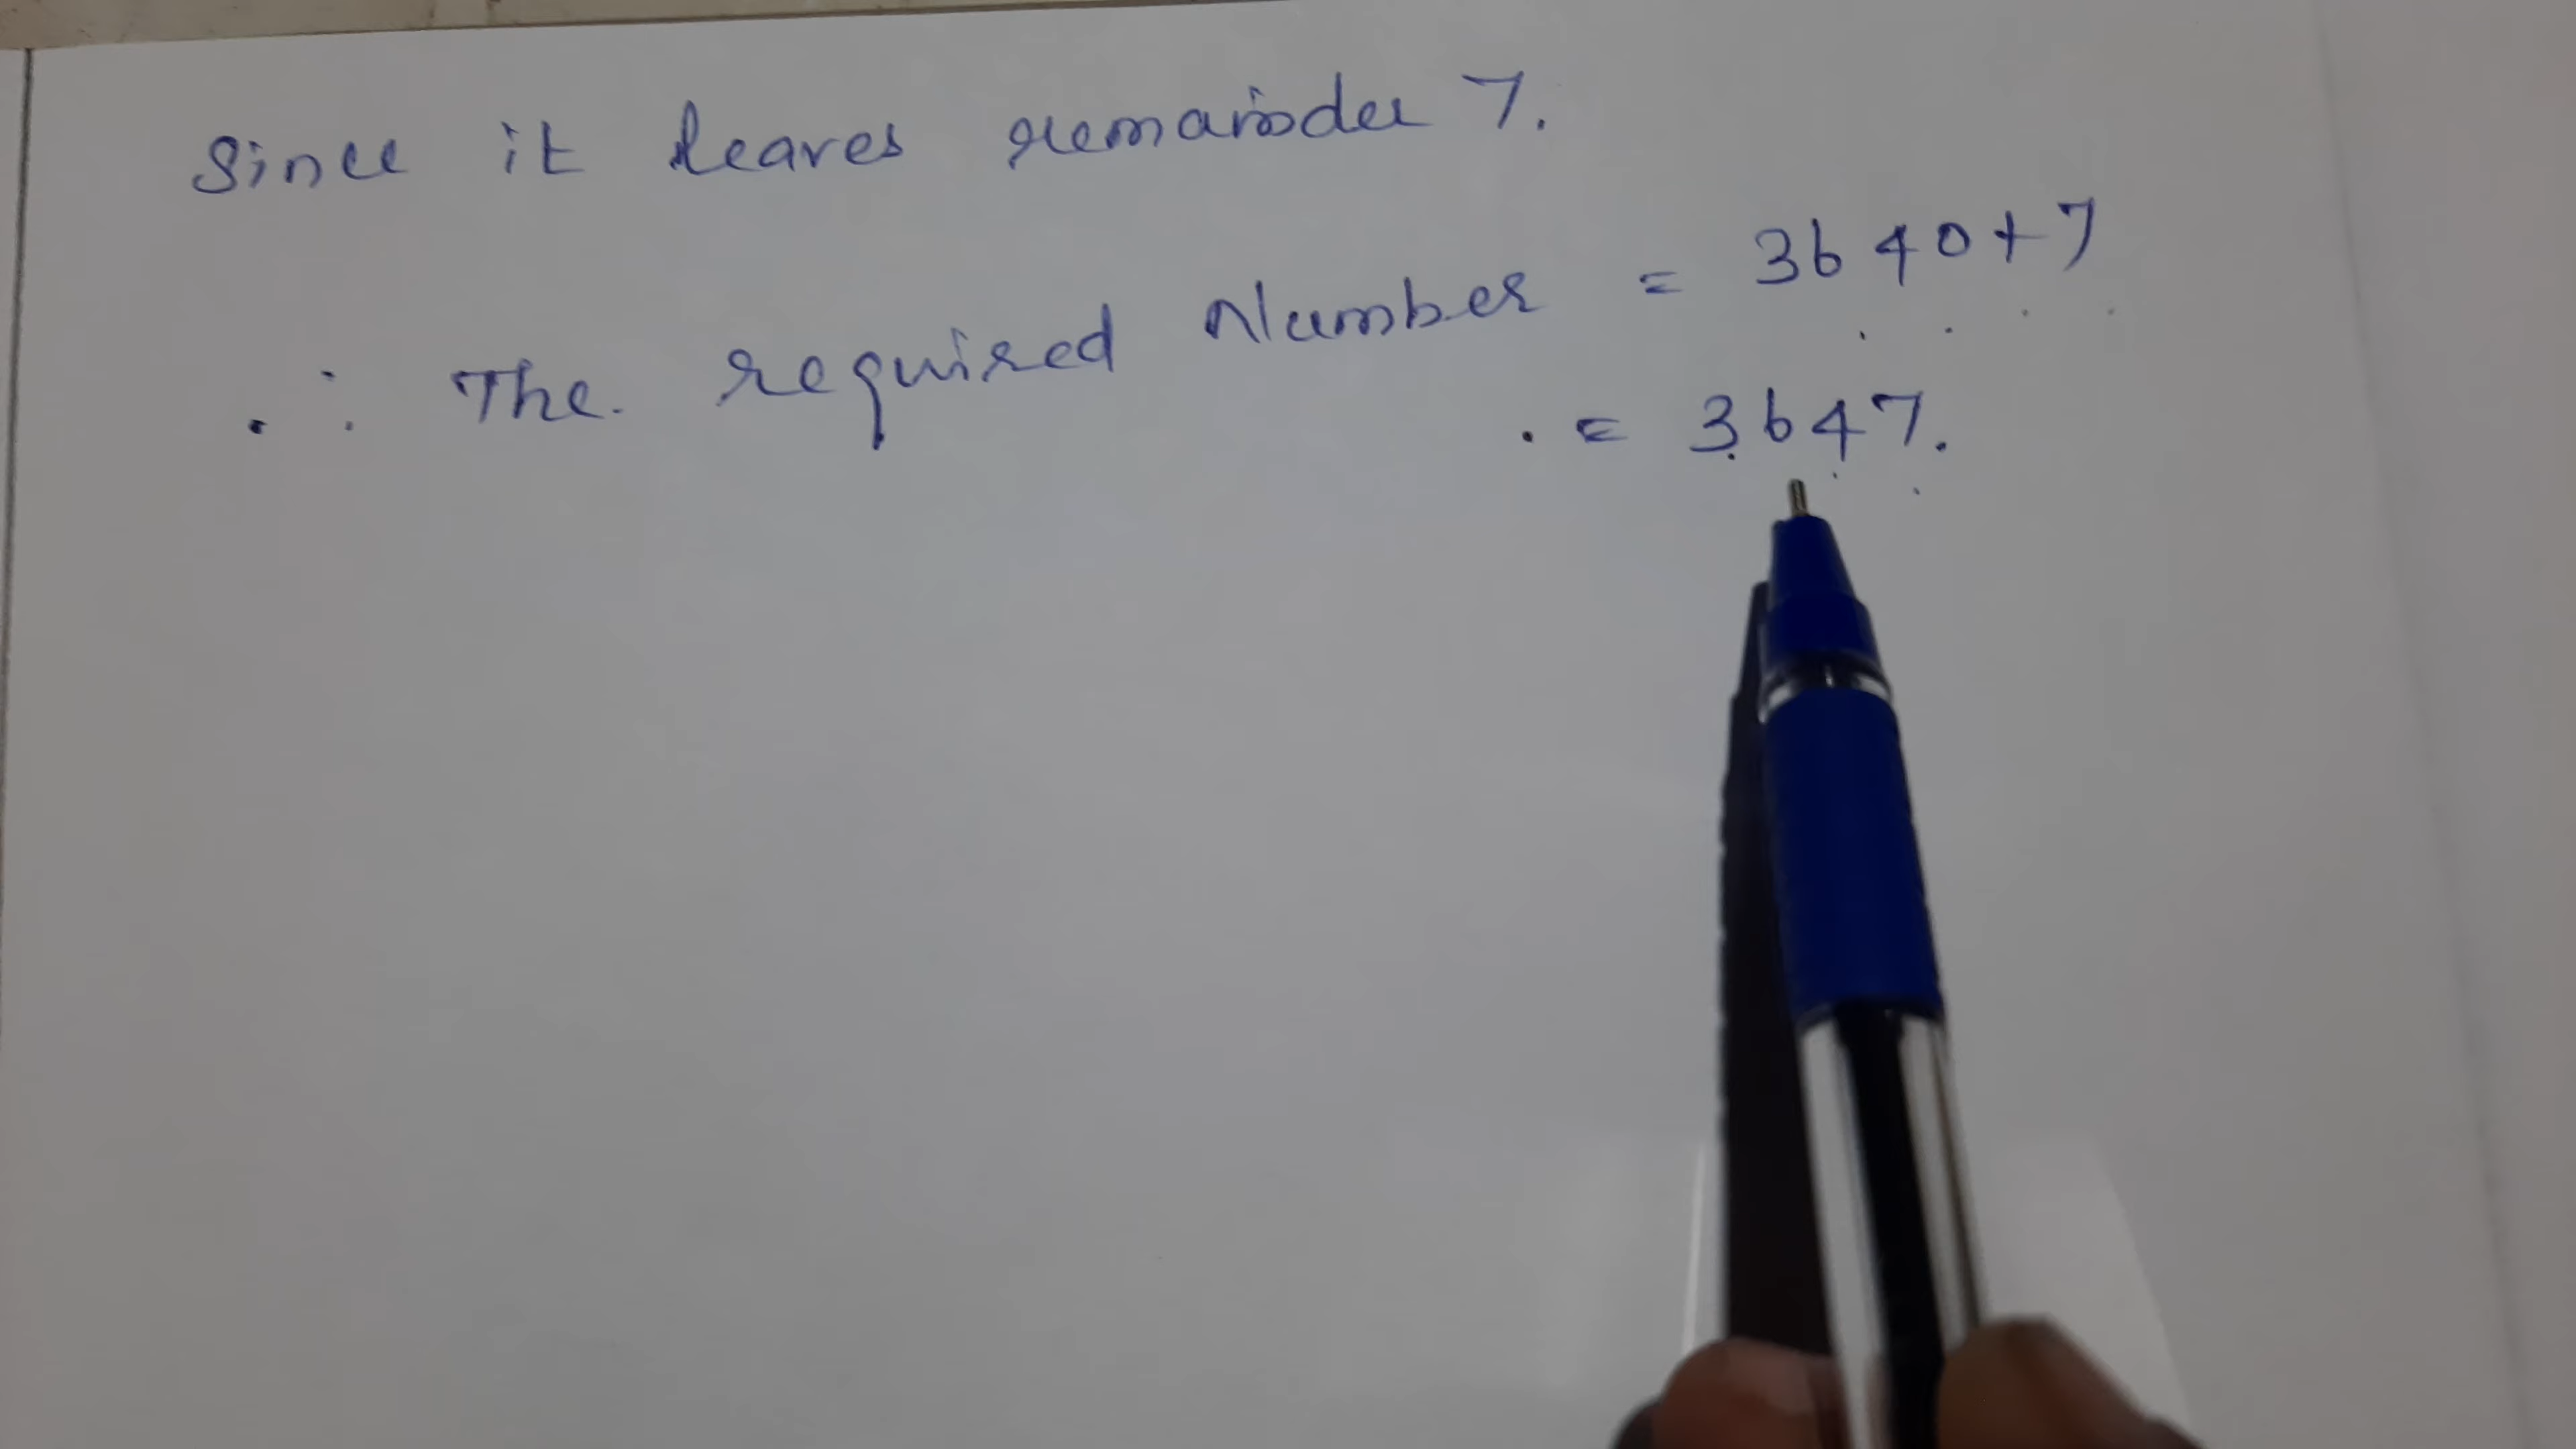 Since it leaves remainder 7.
∴ The required Number = 3640+7
= 3647.